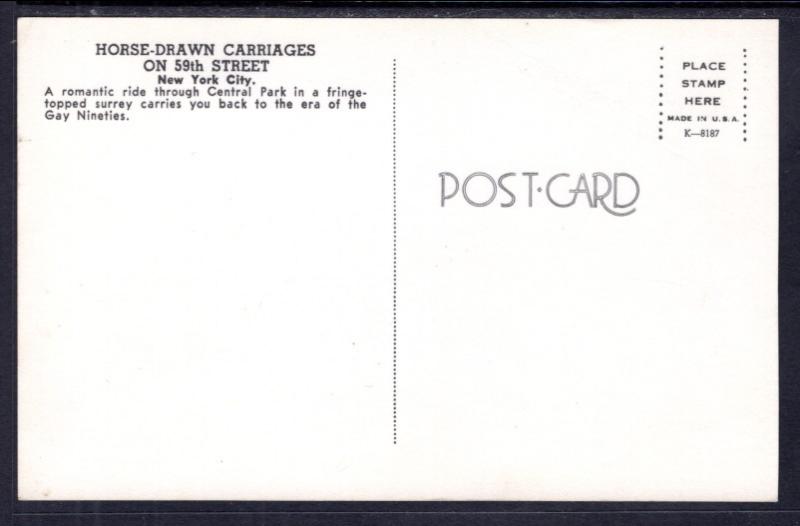 HORSE-DRAWN CARRIAGES
ON 59th STREET
New York City.
A romantic ride through Central Park in a fringe-
topped surrey carries you back to the era of the
Gay Nineties.
PLACE
STAMP
HERE
MADE IN U.S.A.
K—8187
POST·CARD